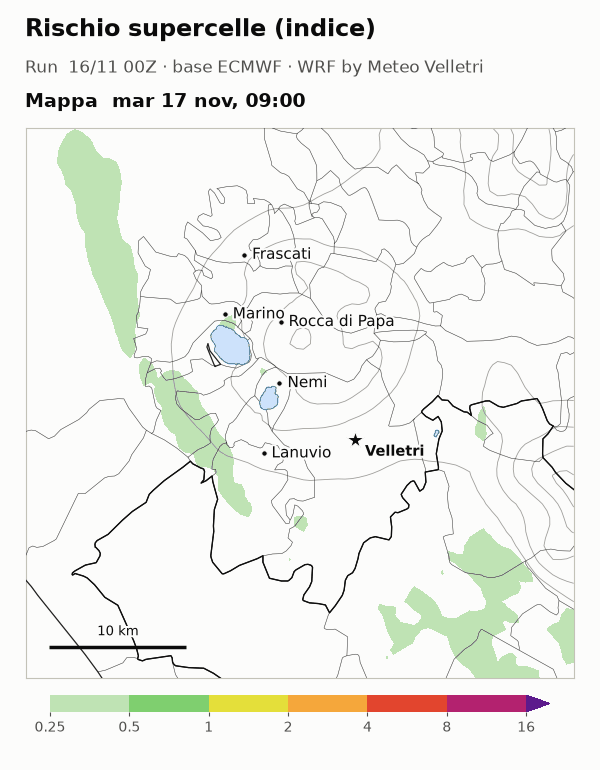 Rischio supercelle (indice)
Run  16/11 00Z · base ECMWF · WRF by Meteo Velletri
Mappa  mar 17 nov, 09:00
Frascati
Marino
Rocca di Papa
Nemi
Velletri
Lanuvio
10 km
0.25 0.5 1 2 4 8 16